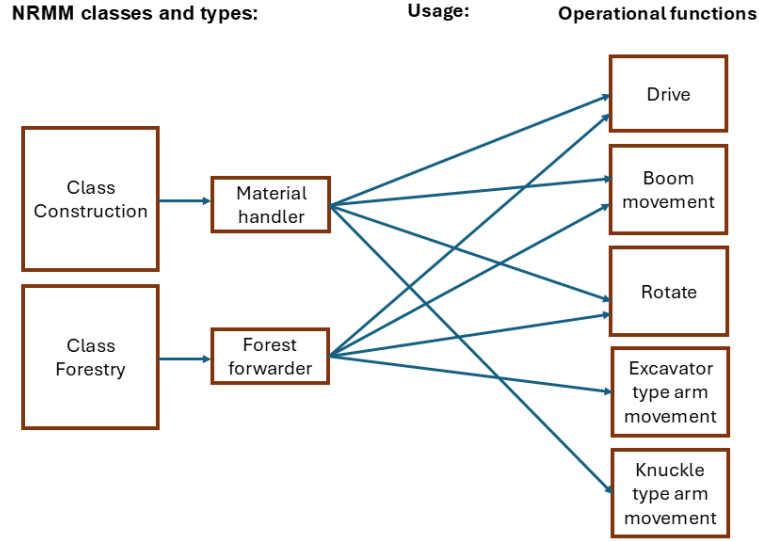 NRMM classes and types:
Usage:
Operational functions
Class
Construction
Material
handler
Class
Forestry
Forest
forwarder
Drive
Boom
movement
Rotate
Excavator
type arm
movement
Knuckle
type arm
movement